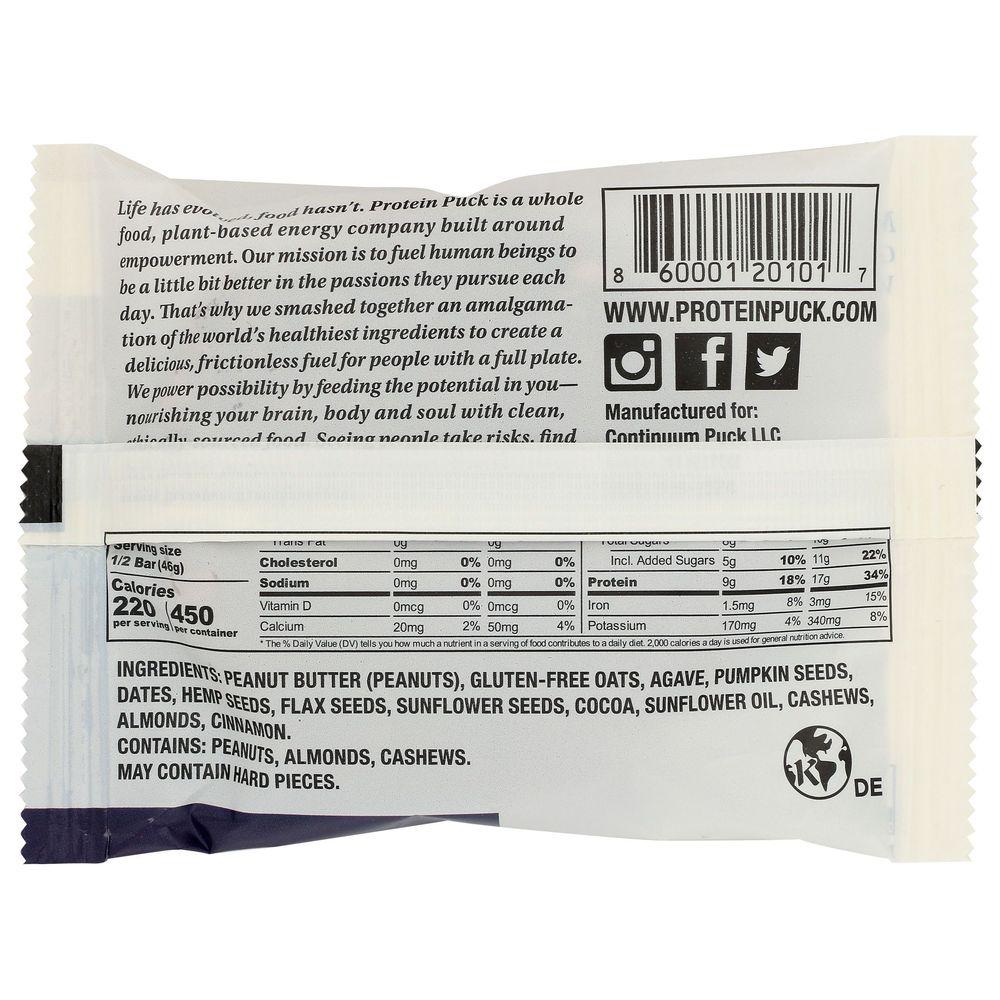 Life has food hasn't. Protein Puck is a whole
food, plant-based energy company built around
empowerment. Our mission is to fuel human beings to
be a little bit better in the passions they pursue each
day. That's why we smashed together an amalgama-
tion of the world's healthiest ingredients to create a
delicious, frictionless fuel for people with a full plate.
We power possibility by feeding the potential in you—
nourishing your brain, body and soul with clean,
ethically sourced food. Seeing people take risks, find
8 60001 20101 7
WWW.PROTEINPUCK.COM
Manufactured for:
Continuum Puck LLC
Serving size
1/2 Bar (46g)
Calories
220 450
per serving per container
Trans Fat 0g 0g
Cholesterol 0mg 0% 0mg 0%
Sodium 0mg 0% 0mg 0%
Vitamin D 0mcg 0% 0mcg 0%
Calcium 20mg 2% 50mg 4%
Total Sugars
Incl. Added Sugars 5g 10% 11g 22%
Protein 9g 18% 17g 34%
Iron 1.5mg 8% 3mg 15%
Potassium 170mg 4% 340mg 8%
* The % Daily Value (DV) tells you how much a nutrient in a serving of food contributes to a daily diet. 2,000 calories a day is used for general nutrition advice.
INGREDIENTS: PEANUT BUTTER (PEANUTS), GLUTEN-FREE OATS, AGAVE, PUMPKIN SEEDS,
DATES, HEMP SEEDS, FLAX SEEDS, SUNFLOWER SEEDS, COCOA, SUNFLOWER OIL, CASHEWS,
ALMONDS, CINNAMON.
CONTAINS: PEANUTS, ALMONDS, CASHEWS.
MAY CONTAIN HARD PIECES.
K DE